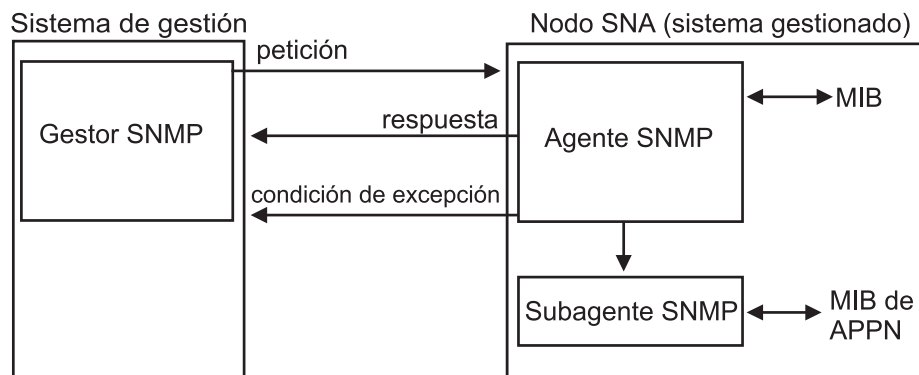 Sistema de gestión
Nodo SNA (sistema gestionado)
petición
Gestor SNMP
respuesta
Agente SNMP
MIB
condición de excepción
Subagente SNMP
MIB de
APPN